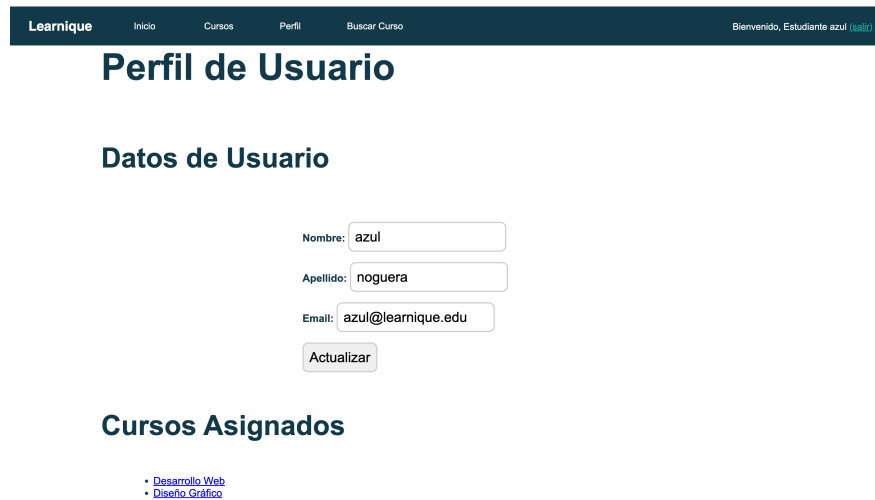 Learnique Inicio Cursos Perfil Buscar Curso Bienvenido, Estudiante azul (salir)
Perfil de Usuario
Datos de Usuario
Nombre: azul
Apellido: noguera
Email: azul@learnique.edu
Actualizar
Cursos Asignados
• Desarrollo Web
• Diseño Gráfico